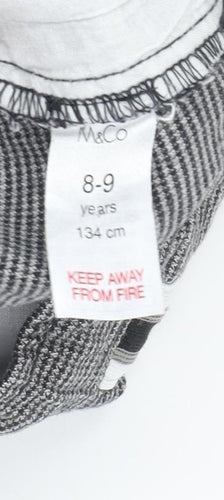 M&Co
8-9
years
134 cm
KEEP AWAY
FROM FIRE